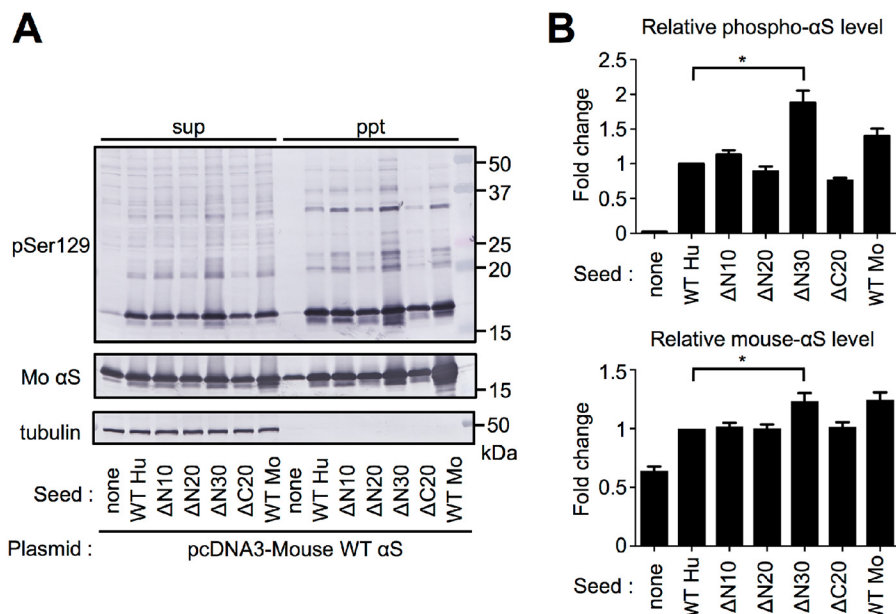 A
sup ppt
pSer129
50
37
25
20
15
Mo αS
15
tubulin
50
kDa
Seed : none WT Hu ΔN10 ΔN20 ΔN30 ΔC20 WT Mo none WT Hu ΔN10 ΔN20 ΔN30 ΔC20 WT Mo
Plasmid : pcDNA3-Mouse WT αS
B
Relative phospho-αS level
Fold change
2.5
2
1.5
1
0.5
0
*
Seed : none WT Hu ΔN10 ΔN20 ΔN30 ΔC20 WT Mo
Relative mouse-αS level
Fold change
1.5
1
0.5
0
*
Seed : none WT Hu ΔN10 ΔN20 ΔN30 ΔC20 WT Mo